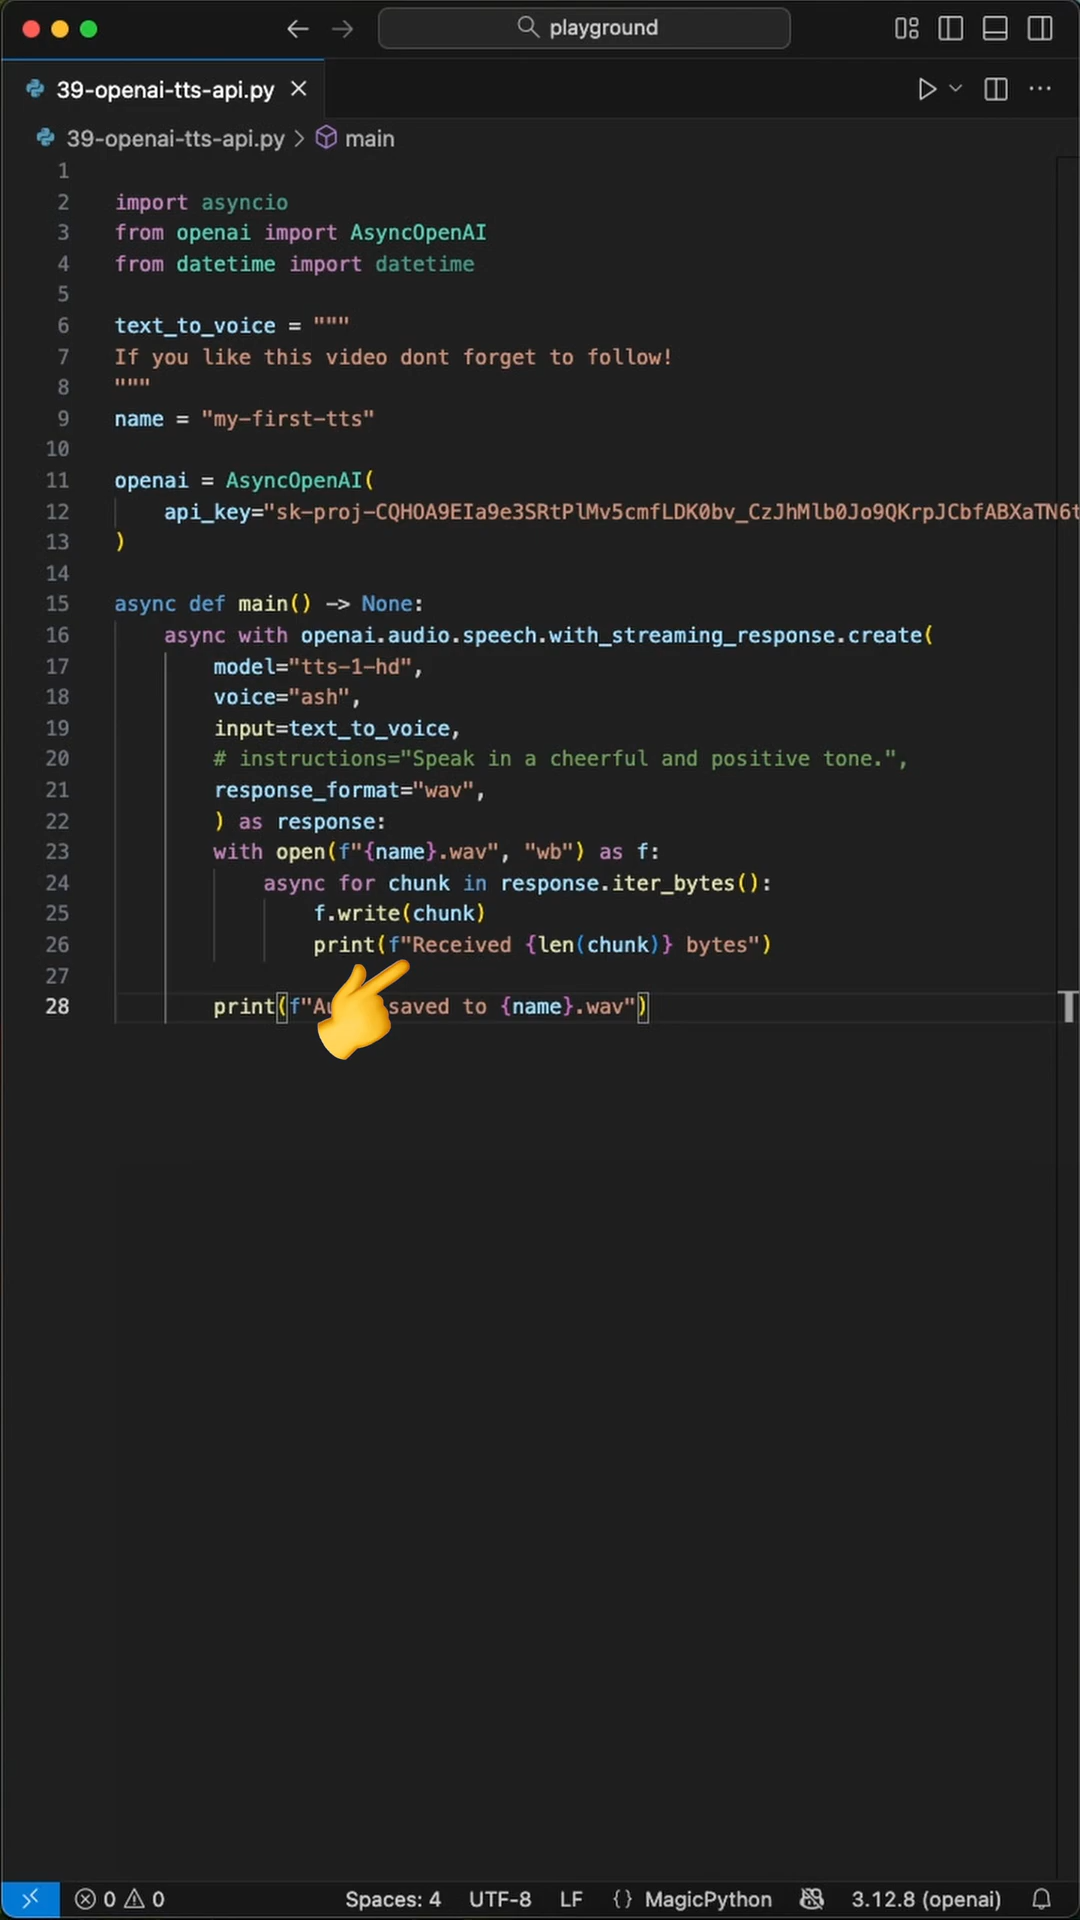 playground
39-openai-tts-api.py
39-openai-tts-api.py > main
1
2 import asyncio
3 from openai import AsyncOpenAI
4 from datetime import datetime
5
6 text_to_voice = """
7 If you like this video dont forget to follow!
8 """
9 name = "my-first-tts"
10
11 openai = AsyncOpenAI(
12 api_key="sk-proj-CQHOA9EIa9e3SRtPlMv5cmfLDK0bv_CzJhMlb0Jo9QKrpJCbfABXaTN6t
13 )
14
15 async def main() -> None:
16 async with openai.audio.speech.with_streaming_response.create(
17 model="tts-1-hd",
18 voice="ash",
19 input=text_to_voice,
20 # instructions="Speak in a cheerful and positive tone.",
21 response_format="wav",
22 ) as response:
23 with open(f"{name}.wav", "wb") as f:
24 async for chunk in response.iter_bytes():
25 f.write(chunk)
26 print(f"Received {len(chunk)} bytes")
27
28 print(f" saved to {name}.wav")
0 0 Spaces: 4 UTF-8 LF {} MagicPython 3.12.8 (openai)